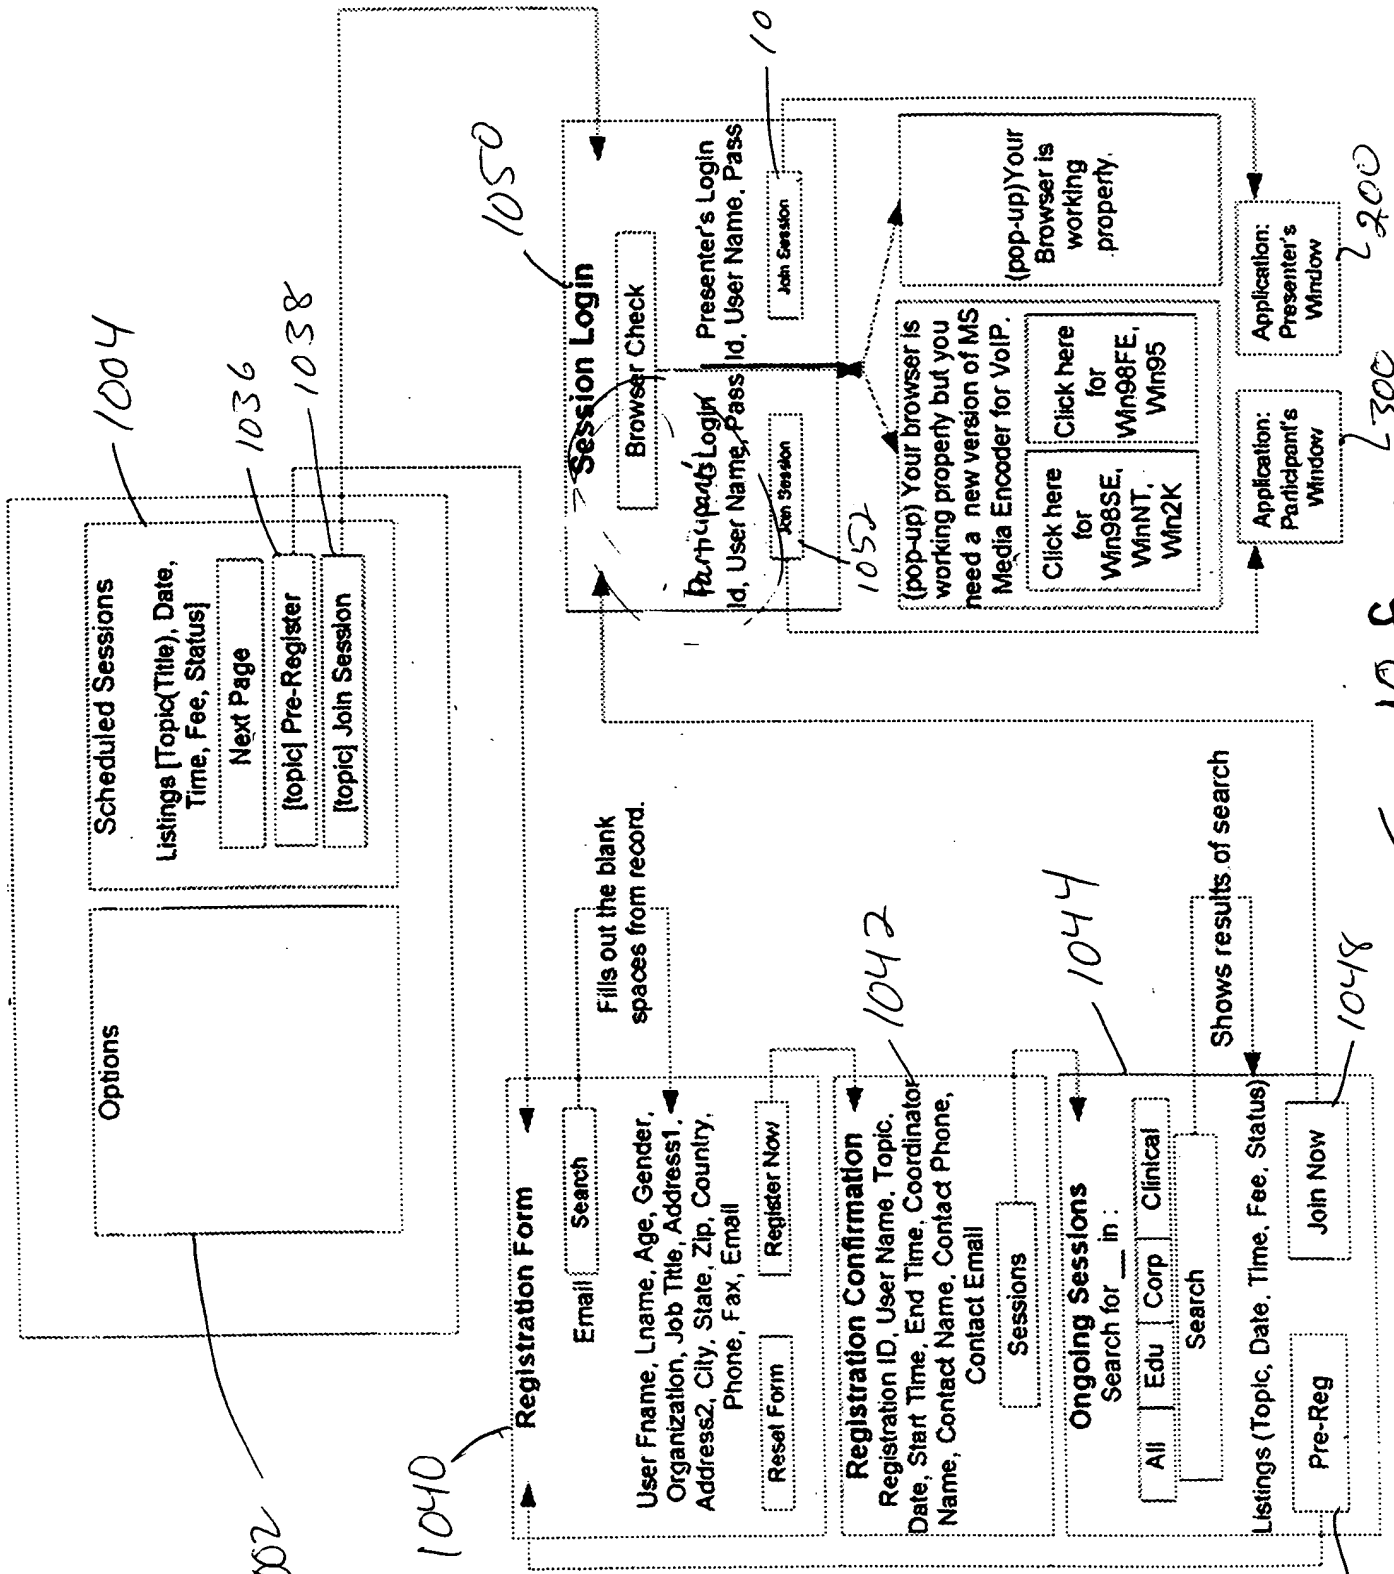 002
Options
Scheduled Sessions
Listings [Topic(Title), Date,
Time, Fee, Status]
Next Page
[topic] Pre-Register
[topic] Join Session
1004
1036
1038
1040
Registration Form
Email
Search
Fills out the blank
spaces from record.
User Fname, Lname, Age, Gender,
Organization, Job Title, Address1,
Address2, City, State, Zip, Country,
Phone, Fax, Email
Reset Form
Register Now
1042
Registration Confirmation
Registration ID, User Name, Topic,
Date, Start Time, End Time, Coordinator
Name, Contact Name, Contact Phone,
Contact Email
Sessions
1044
Ongoing Sessions
Search for __ in :
All
Edu
Corp
Clinical
Search
Shows results of search
Listings (Topic, Date, Time, Fee, Status)
Pre-Reg
Join Now
1048
1050
Session Login
Browser Check
Participant's Login
Id, User Name, Pass
Join Session
1052
Presenter's Login
Id, User Name, Pass
Join Session
10
(pop-up) Your browser is
working properly but you
need a new version of MS
Media Encoder for VoIP.
Click here
for
Win98SE,
WinNT,
Win2K
Click here
for
Win98FE,
Win95
(pop-up)Your
Browser is
working
properly.
Application:
Participant's
Window
300
Application:
Presenter's
Window
200